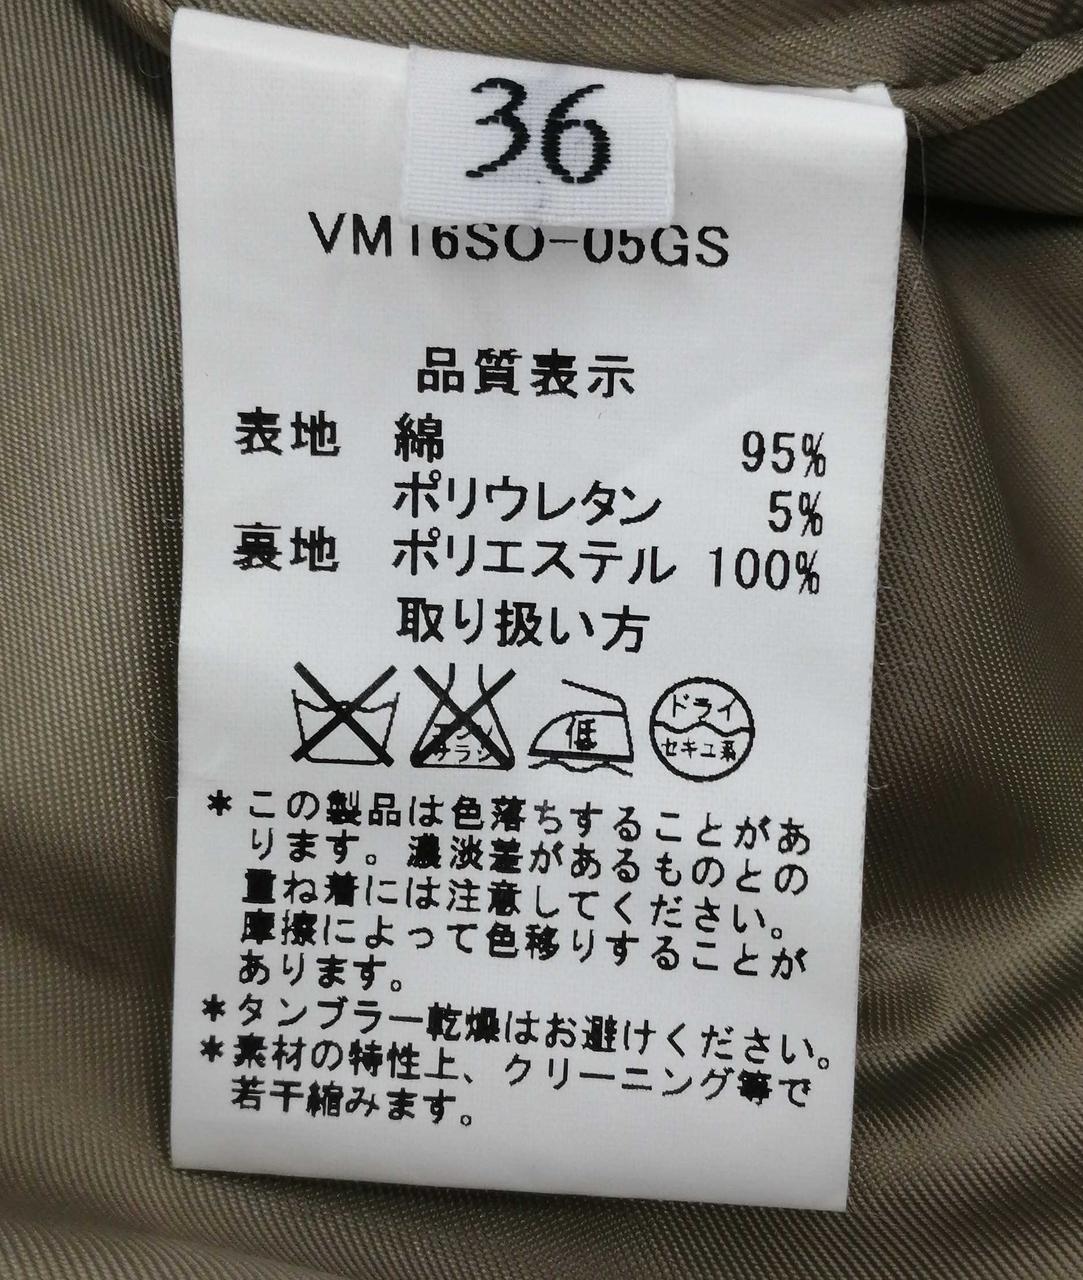 36
VM16SO-05GS
品質表示
表地 綿 95%
ポリウレタン 5%
裏地 ポリエステル 100%
取り扱い方
エンソ
サラシ
低
ドライ
セキユ系
*この製品は色落ちすることがあ
ります。濃淡差があるものとの
重ね着には注意してください。
摩擦によって色移りすることが
あります。
*タンブラー乾燥はお避けください。
*素材の特性上、クリーニング等で
若干縮みます。